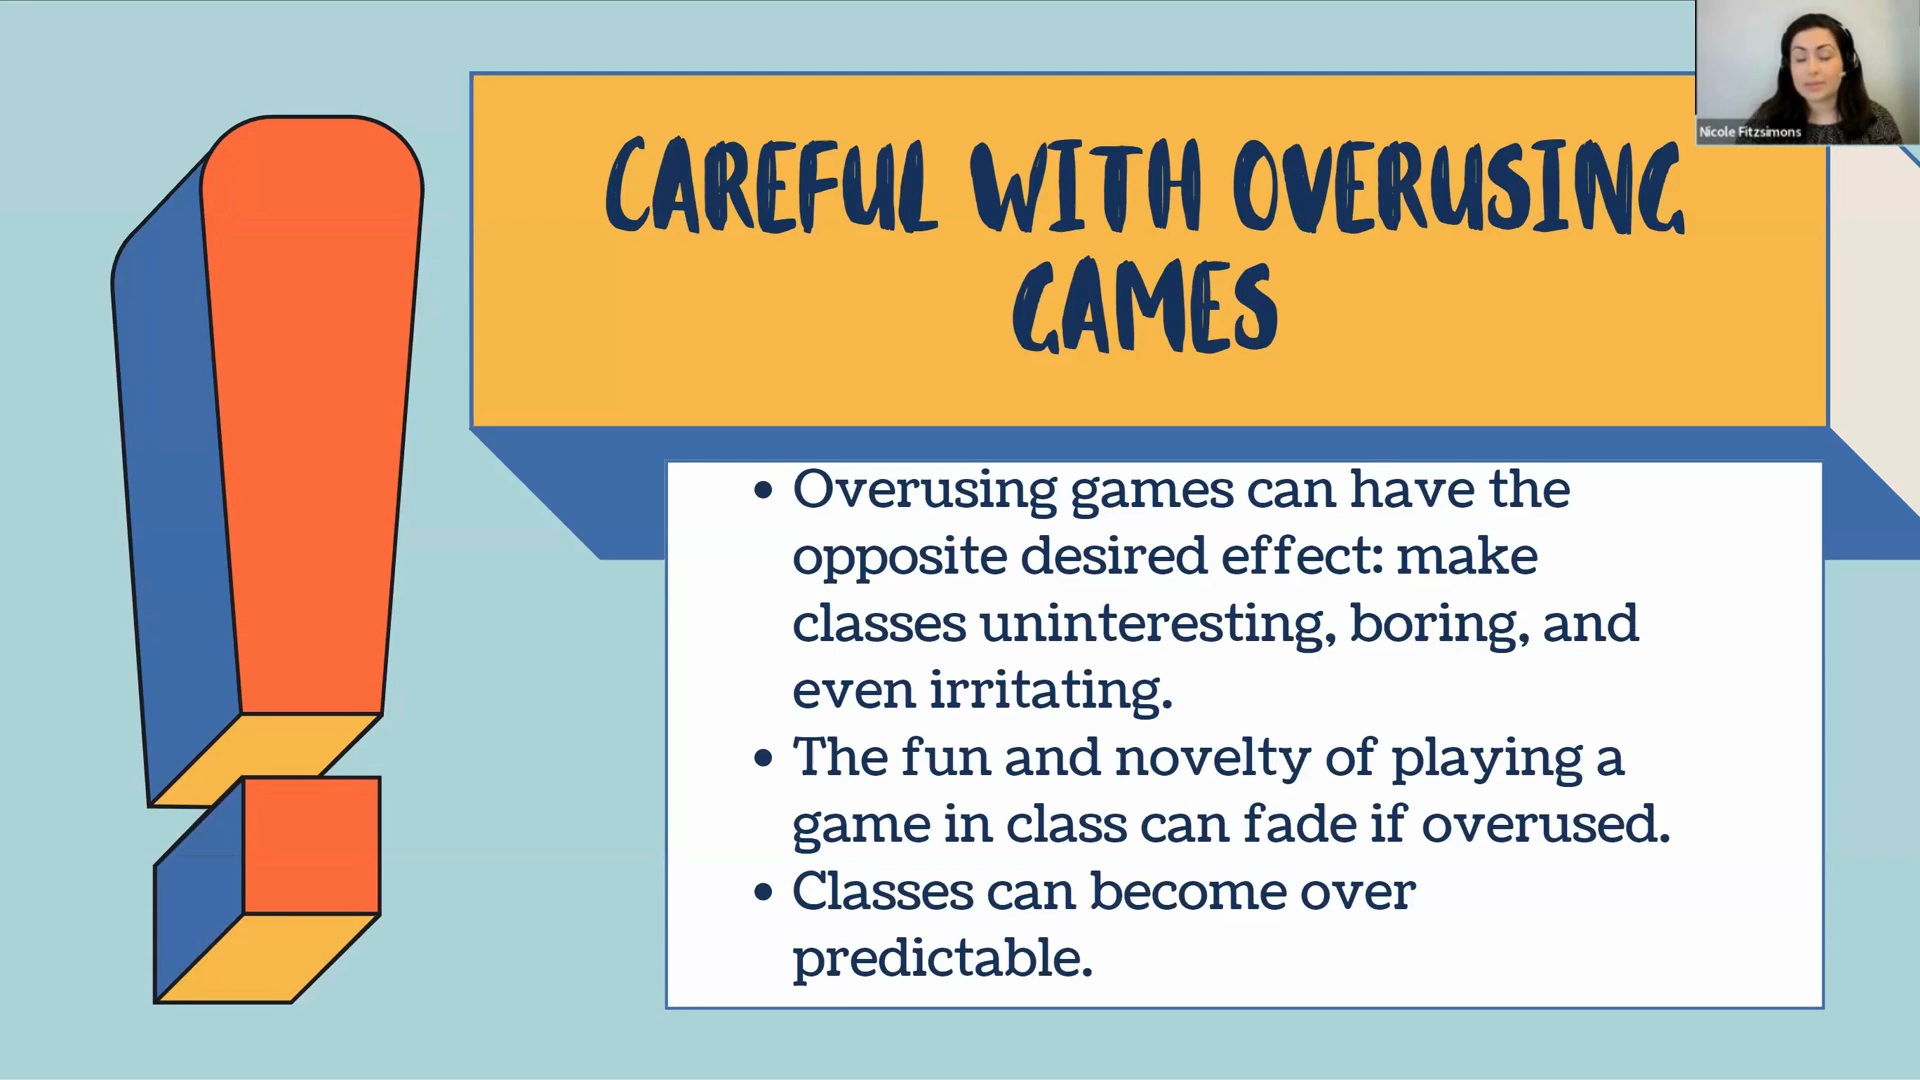 CAREFUL WITH OVERUSING
GAMES
Nicole Fitzsimons
• Overusing games can have the
opposite desired effect: make
classes uninteresting, boring, and
even irritating.
• The fun and novelty of playing a
game in class can fade if overused.
• Classes can become over
predictable.